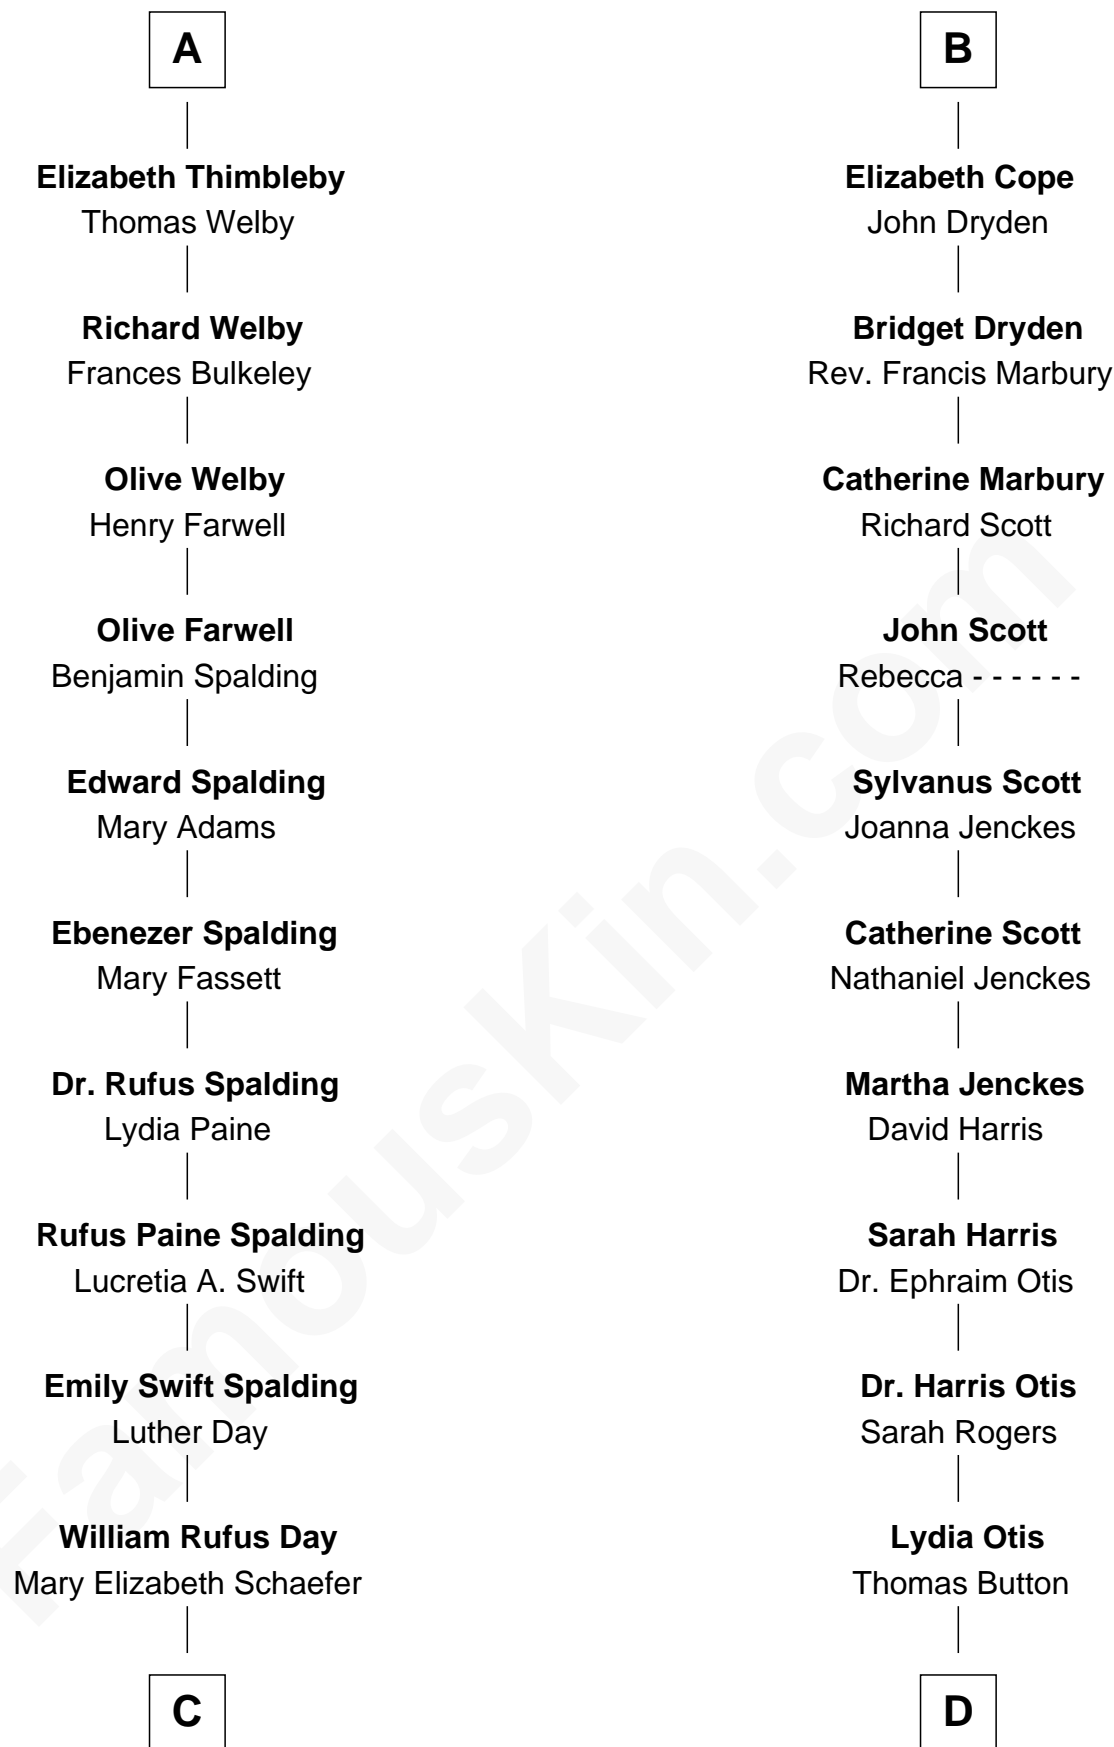 A
Elizabeth Thimbleby
Thomas Welby
Richard Welby
Frances Bulkeley
Olive Welby
Henry Farwell
Olive Farwell
Benjamin Spalding
Edward Spalding
Mary Adams
Ebenezer Spalding
Mary Fassett
Dr. Rufus Spalding
Lydia Paine
Rufus Paine Spalding
Lucretia A. Swift
Emily Swift Spalding
Luther Day
William Rufus Day
Mary Elizabeth Schaefer
C
B
Elizabeth Cope
John Dryden
Bridget Dryden
Rev. Francis Marbury
Catherine Marbury
Richard Scott
John Scott
Rebecca - - - - - -
Sylvanus Scott
Joanna Jenckes
Catherine Scott
Nathaniel Jenckes
Martha Jenckes
David Harris
Sarah Harris
Dr. Ephraim Otis
Dr. Harris Otis
Sarah Rogers
Lydia Otis
Thomas Button
D
FamousKin.com